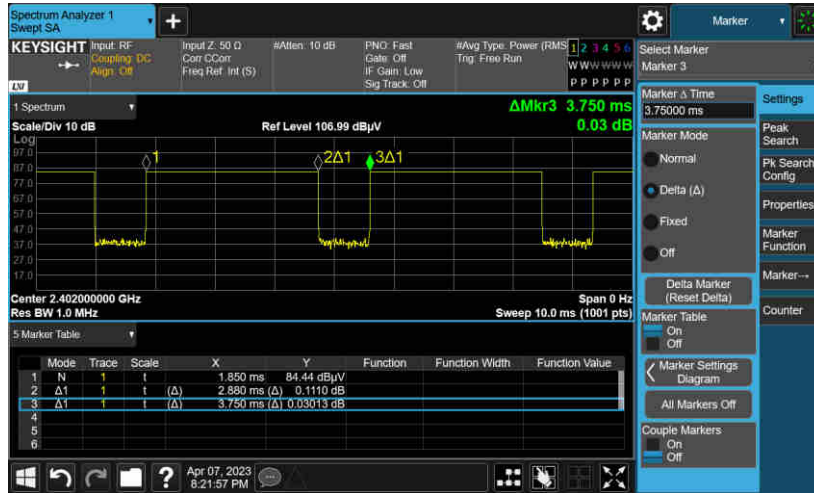 Spectrum Analyzer 1
Swept SA
Marker
KEYSIGHT
Input: RF
Coupling: DC
Align: Off
Input Z: 50 Ω
Corr CCorr
Freq Ref: Int (S)
#Atten: 10 dB
PNO: Fast
Gate: Off
IF Gain: Low
Sig Track: Off
#Avg Type: Power (RMS
Trig: Free Run
1 2 3 4 5 6
W W W W W W
P P P P P P
LXI
Select Marker
Marker 3
1 Spectrum
ΔMkr3 3.750 ms
0.03 dB
Scale/Div 10 dB
Ref Level 106.99 dBµV
Log
97.0
87.0
77.0
67.0
57.0
47.0
37.0
27.0
17.0
1
2Δ1
3Δ1
Center 2.402000000 GHz
Span 0 Hz
Res BW 1.0 MHz
Sweep 10.0 ms (1001 pts)
5 Marker Table
Mode Trace Scale X Y Function Function Width Function Value
1 N 1 t 1.850 ms 84.44 dBµV
2 Δ1 1 t (Δ) 2.880 ms (Δ) 0.1110 dB
3 Δ1 1 t (Δ) 3.750 ms (Δ) 0.03013 dB
4
5
6
Marker Δ Time
3.75000 ms
Marker Mode
Normal
Delta (Δ)
Fixed
Off
Delta Marker
(Reset Delta)
Marker Table
On
Off
Marker Settings
Diagram
All Markers Off
Couple Markers
On
Off
Settings
Peak
Search
Pk Search
Config
Properties
Marker
Function
Marker→
Counter
?
Apr 07, 2023
8:21:57 PM